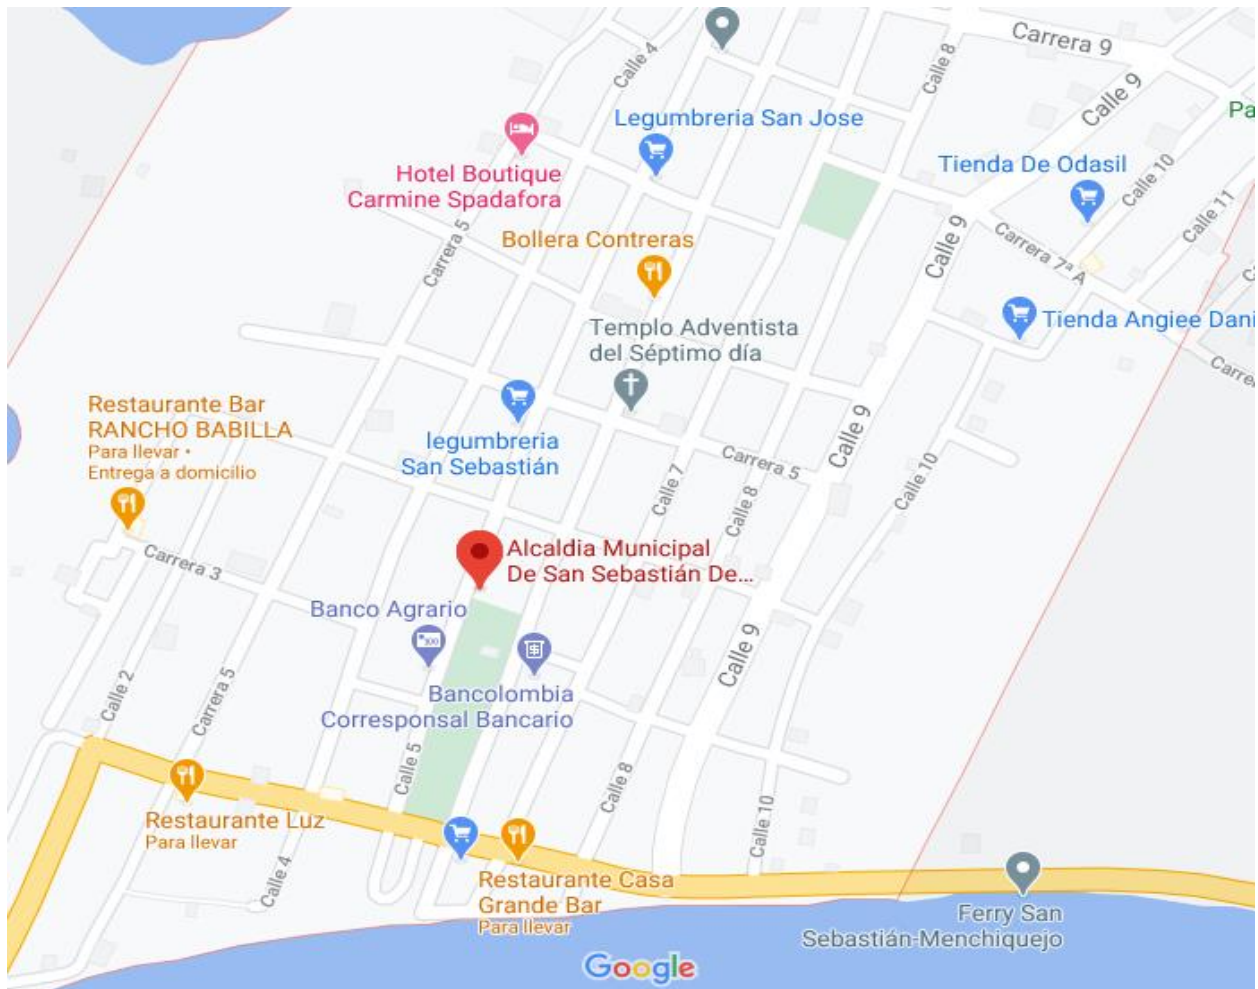 Carrera 9
Calle 4
Calle 8
Calle 9
Pa
Legumbreria San Jose
Hotel Boutique
Carmine Spadafora
Tienda De Odasil
Calle 10
Calle 11
Carrera 5
Bollera Contreras
Calle 9
Carrera 7ª A
Templo Adventista
del Séptimo día
Tienda Angiee Dani
Carre
Restaurante Bar
RANCHO BABILLA
Para llevar •
Entrega a domicilio
legumbreria
San Sebastián
Calle 9
Carrera 5
Calle 7
Calle 8
Calle 10
Carrera 3
Alcaldia Municipal
De San Sebastián De...
Banco Agrario
$100
Calle 9
Calle 2
Carrera 5
Bancolombia
Corresponsal Bancario
Calle 5
Calle 8
Calle 10
Restaurante Luz
Para llevar
Calle 4
Restaurante Casa
Grande Bar
Para llevar
Ferry San
Sebastián-Menchiquejo
Google